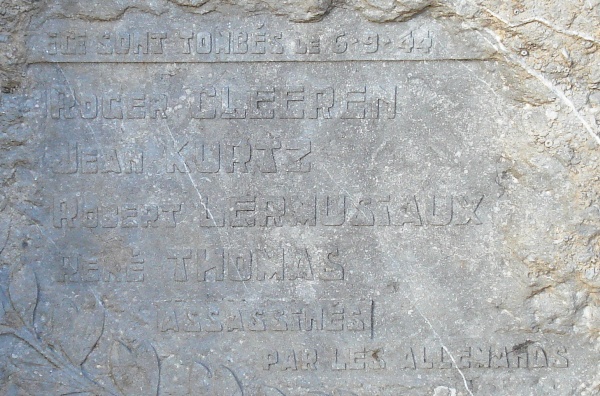 ICI SONT TOMBÉS LE 6-9-44
ROGER CLEEREN
JEAN KURTZ
ROBERT LERMUSIAUX
RENÉ THOMAS
ASSASSINÉS
PAR LES ALLEMANDS